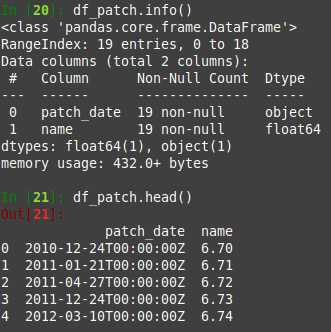 In [20]: df_patch.info()
<class 'pandas.core.frame.DataFrame'>
RangeIndex: 19 entries, 0 to 18
Data columns (total 2 columns):
 #   Column      Non-Null Count  Dtype
---  ------      --------------  -----
 0   patch_date  19 non-null     object
 1   name        19 non-null     float64
dtypes: float64(1), object(1)
memory usage: 432.0+ bytes
In [21]: df_patch.head()
Out[21]:
             patch_date  name
0  2010-12-24T00:00:00Z  6.70
1  2011-01-21T00:00:00Z  6.71
2  2011-04-27T00:00:00Z  6.72
3  2011-12-24T00:00:00Z  6.73
4  2012-03-10T00:00:00Z  6.74